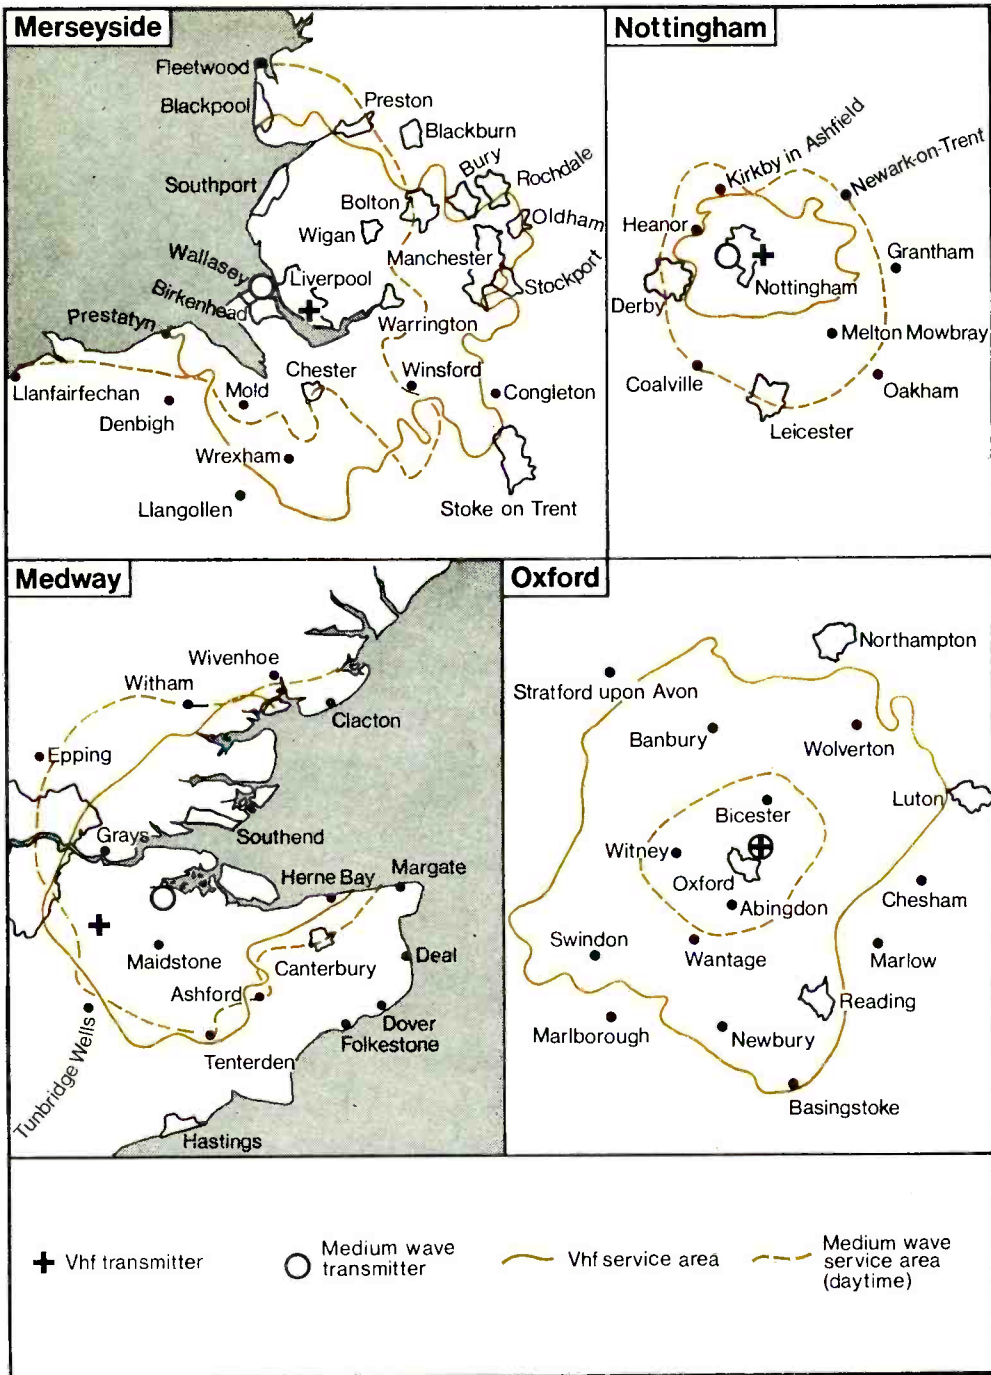 Merseyside
Fleetwood
Blackpool
Preston
Blackburn
Bury
Rochdale
Southport
Bolton
Oldham
Wigan
Manchester
Wallasey
Liverpool
Stockport
Birkenhead
Prestatyn
Warrington
Chester
Winsford
Llanfairfechan
Mold
Congleton
Denbigh
Wrexham
Llangollen
Stoke on Trent
Nottingham
Kirkby in Ashfield
Newark-on-Trent
Heanor
Grantham
Derby
Nottingham
Melton Mowbray
Coalville
Oakham
Leicester
Medway
Wivenhoe
Witham
Clacton
Epping
Grays
Southend
Herne Bay
Margate
Maidstone
Canterbury
Deal
Ashford
Dover
Folkestone
Tenterden
Tunbridge Wells
Hastings
Oxford
Northampton
Stratford upon Avon
Banbury
Wolverton
Luton
Bicester
Witney
Oxford
Chesham
Abingdon
Swindon
Wantage
Marlow
Reading
Marlborough
Newbury
Basingstoke
Vhf transmitter
Medium wave
transmitter
Vhf service area
Medium wave
service area
(daytime)